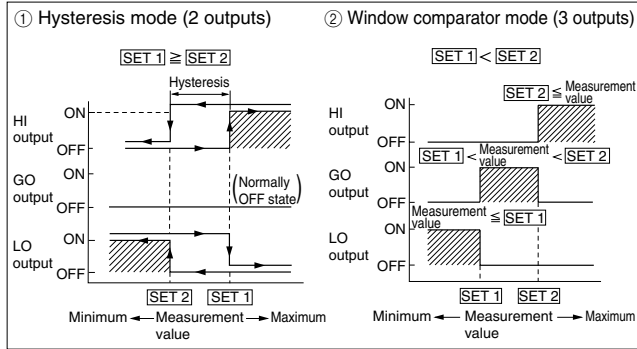 ① Hysteresis mode (2 outputs)
SET 1 ≧ SET 2
Hysteresis
HI
output
ON
OFF
GO
output
ON
OFF
(Normally
OFF state)
LO
output
ON
OFF
SET 2
SET 1
Minimum Measurement Maximum
value
② Window comparator mode (3 outputs)
SET 1 < SET 2
SET 2 ≦ Measurement
value
HI
output
ON
OFF
SET 1 < Measurement
value < SET 2
GO
output
ON
OFF
Measurement
value ≦ SET 1
LO
output
ON
OFF
SET 1
SET 2
Minimum Measurement Maximum
value